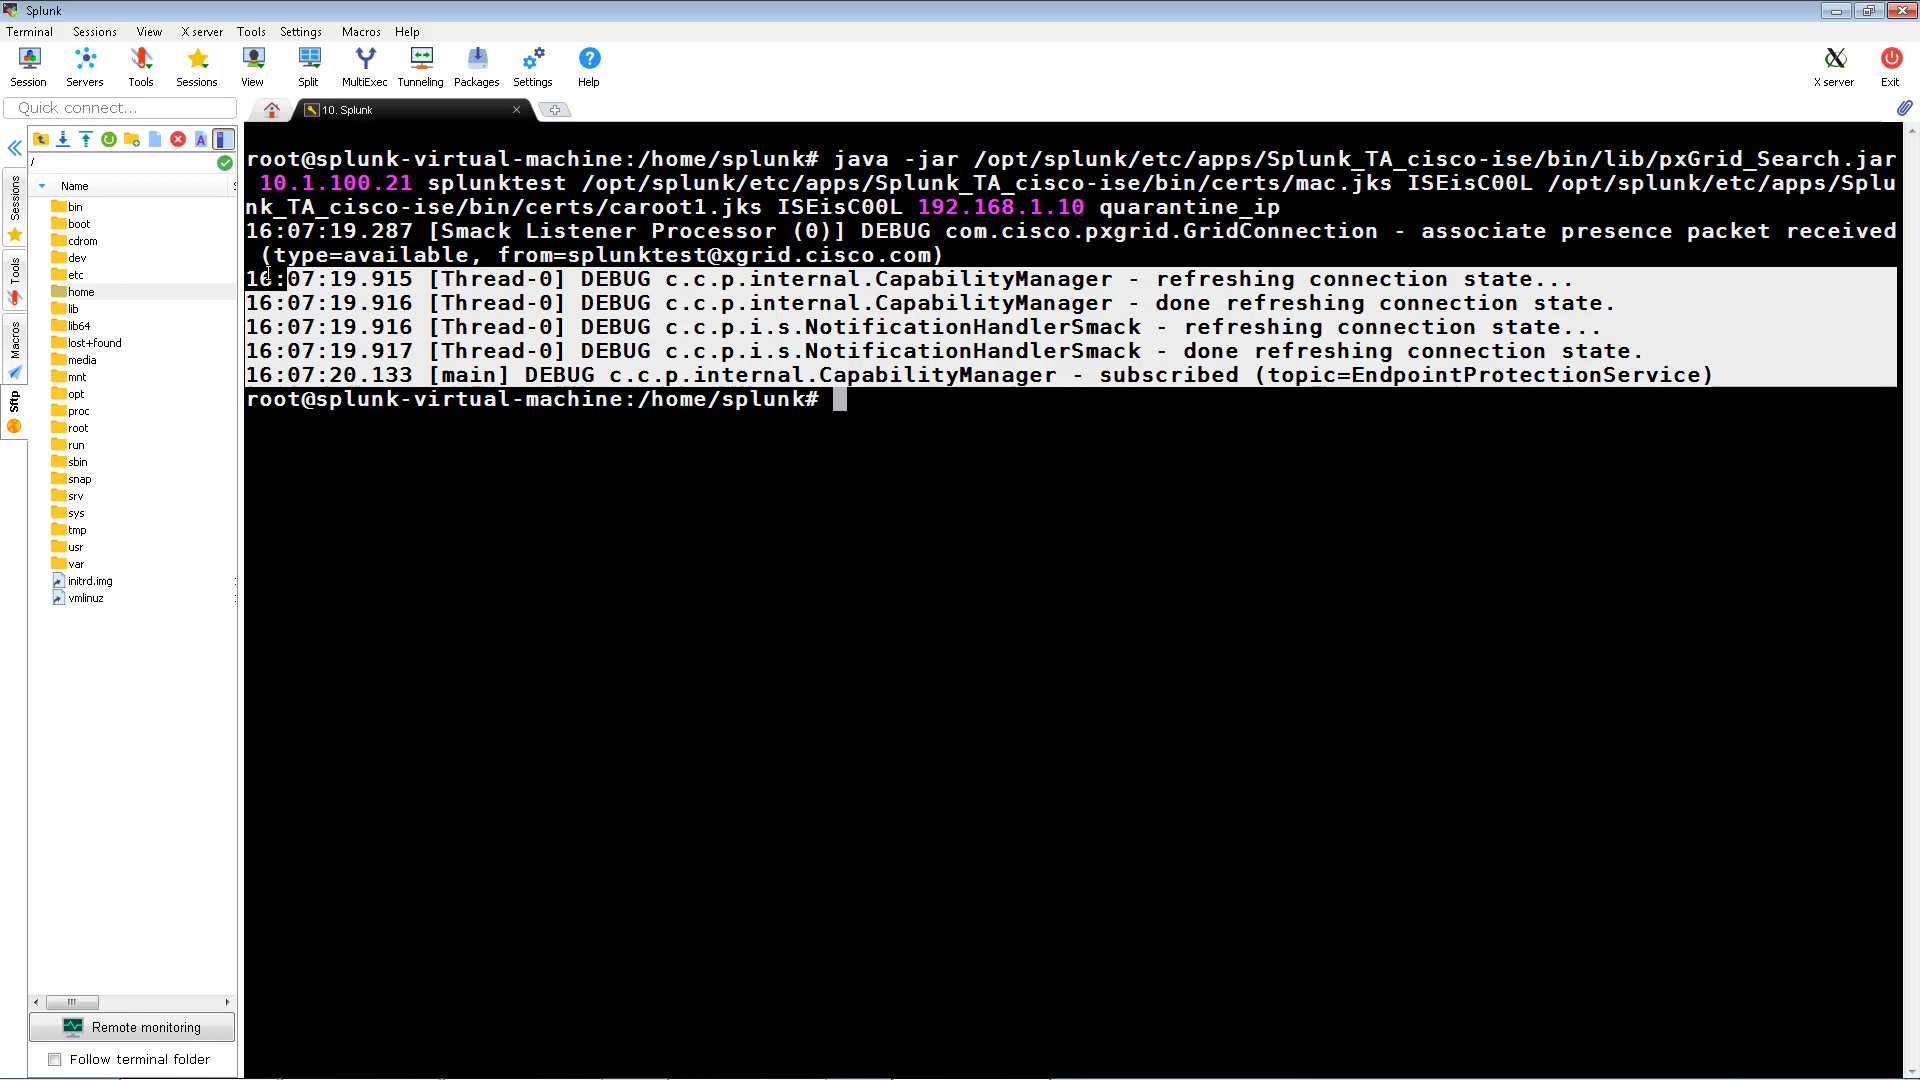 Splunk
Terminal Sessions View X server Tools Settings Macros Help
Session Servers Tools Sessions View Split MultiExec Tunneling Packages Settings Help X server Exit
Quick connect...
10. Splunk
/
Name
bin
boot
cdrom
dev
etc
home
lib
lib64
lost+found
media
mnt
opt
proc
root
run
sbin
snap
srv
sys
tmp
usr
var
initrd.img
vmlinuz
Sessions
Tools
Macros
Sftp
Remote monitoring
Follow terminal folder
root@splunk-virtual-machine:/home/splunk# java -jar /opt/splunk/etc/apps/Splunk_TA_cisco-ise/bin/lib/pxGrid_Search.jar
10.1.100.21 splunktest /opt/splunk/etc/apps/Splunk_TA_cisco-ise/bin/certs/mac.jks ISEisC00L /opt/splunk/etc/apps/Splu
nk_TA_cisco-ise/bin/certs/caroot1.jks ISEisC00L 192.168.1.10 quarantine_ip
16:07:19.287 [Smack Listener Processor (0)] DEBUG com.cisco.pxgrid.GridConnection - associate presence packet received
(type=available, from=splunktest@xgrid.cisco.com)
16:07:19.915 [Thread-0] DEBUG c.c.p.internal.CapabilityManager - refreshing connection state...
16:07:19.916 [Thread-0] DEBUG c.c.p.internal.CapabilityManager - done refreshing connection state.
16:07:19.916 [Thread-0] DEBUG c.c.p.i.s.NotificationHandlerSmack - refreshing connection state...
16:07:19.917 [Thread-0] DEBUG c.c.p.i.s.NotificationHandlerSmack - done refreshing connection state.
16:07:20.133 [main] DEBUG c.c.p.internal.CapabilityManager - subscribed (topic=EndpointProtectionService)
root@splunk-virtual-machine:/home/splunk#